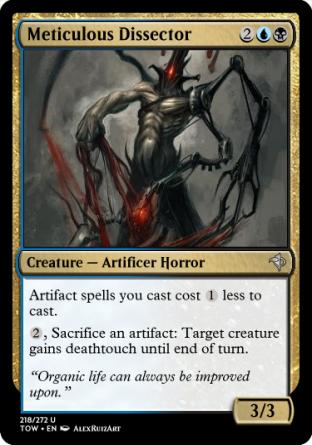 Meticulous Dissector 2
Creature — Artificer Horror
Artifact spells you cast cost 1 less to
cast.
2, Sacrifice an artifact: Target creature
gains deathtouch until end of turn.
“Organic life can always be improved
upon.”
3/3
218/272 U
TOW • EN AlexRuizArt